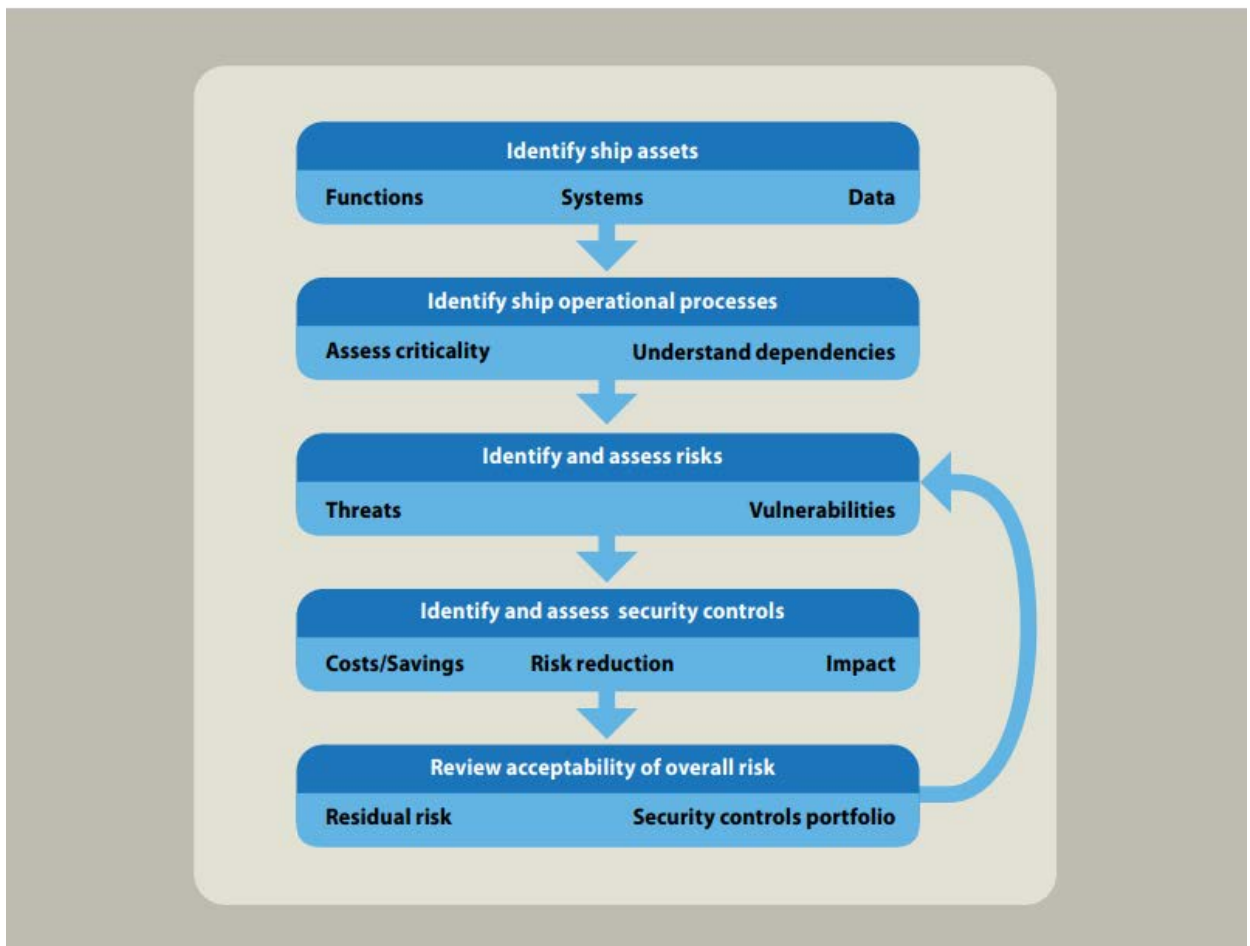 Identify ship assets
Functions Systems Data
Identify ship operational processes
Assess criticality Understand dependencies
Identify and assess risks
Threats Vulnerabilities
Identify and assess security controls
Costs/Savings Risk reduction Impact
Review acceptability of overall risk
Residual risk Security controls portfolio